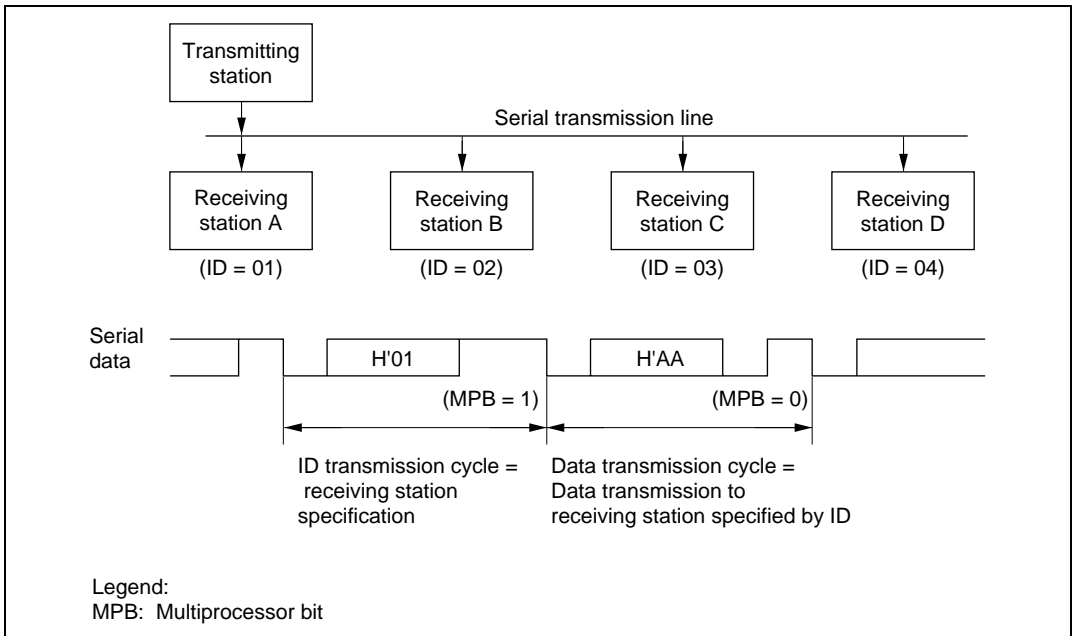 Transmitting
station
Serial transmission line
Receiving
station A
Receiving
station B
Receiving
station C
Receiving
station D
(ID = 01)
(ID = 02)
(ID = 03)
(ID = 04)
Serial
data
H'01
H'AA
(MPB = 1)
(MPB = 0)
ID transmission cycle =
receiving station
specification
Data transmission cycle =
Data transmission to
receiving station specified by ID
Legend:
MPB: Multiprocessor bit